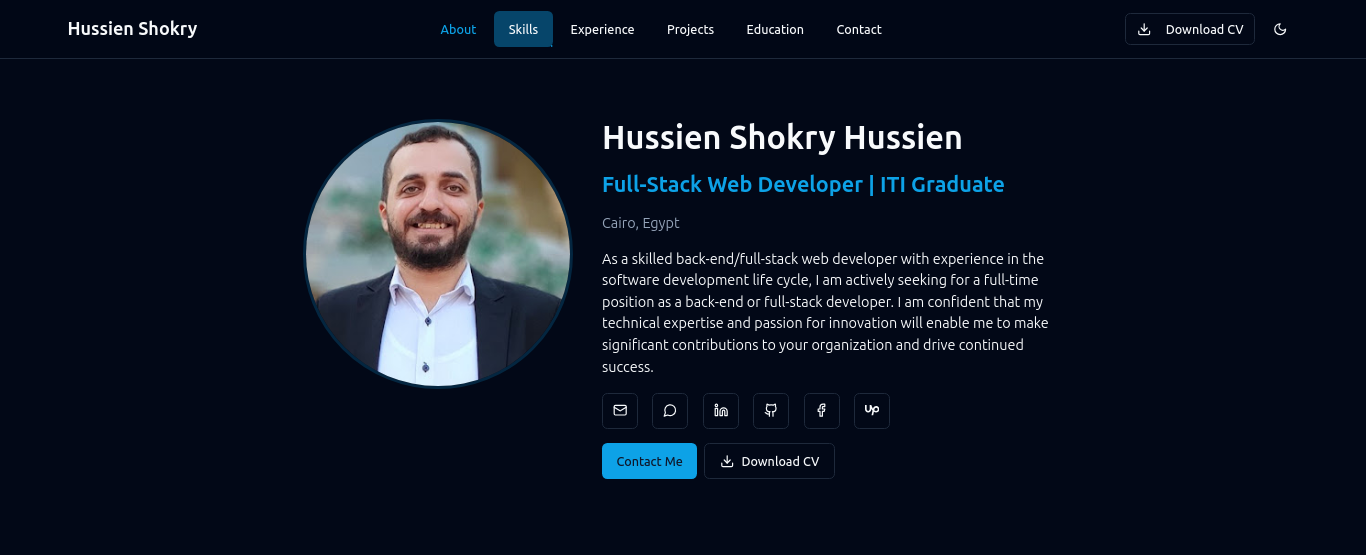 Hussien Shokry
About
Skills
Experience
Projects
Education
Contact
Download CV
Hussien Shokry Hussien
Full-Stack Web Developer | ITI Graduate
Cairo, Egypt
As a skilled back-end/full-stack web developer with experience in the
software development life cycle, I am actively seeking for a full-time
position as a back-end or full-stack developer. I am confident that my
technical expertise and passion for innovation will enable me to make
significant contributions to your organization and drive continued
success.
in
Up
Contact Me
Download CV